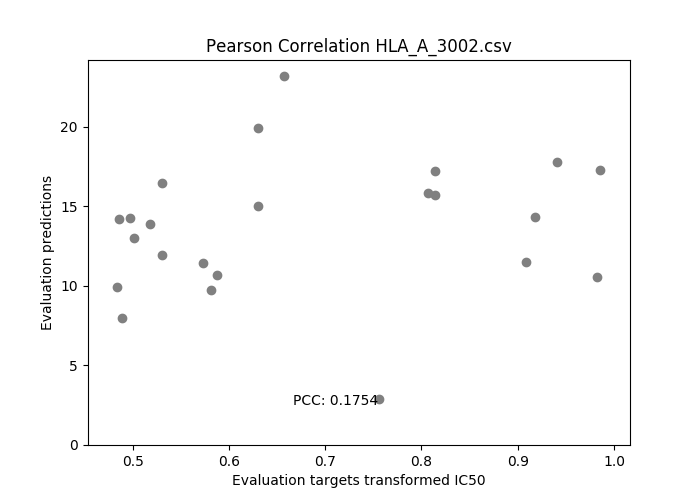 Pearson Correlation HLA_A_3002.csv
Evaluation predictions
20
15
10
5
0
PCC: 0.1754
0.5 0.6 0.7 0.8 0.9 1.0
Evaluation targets transformed IC50